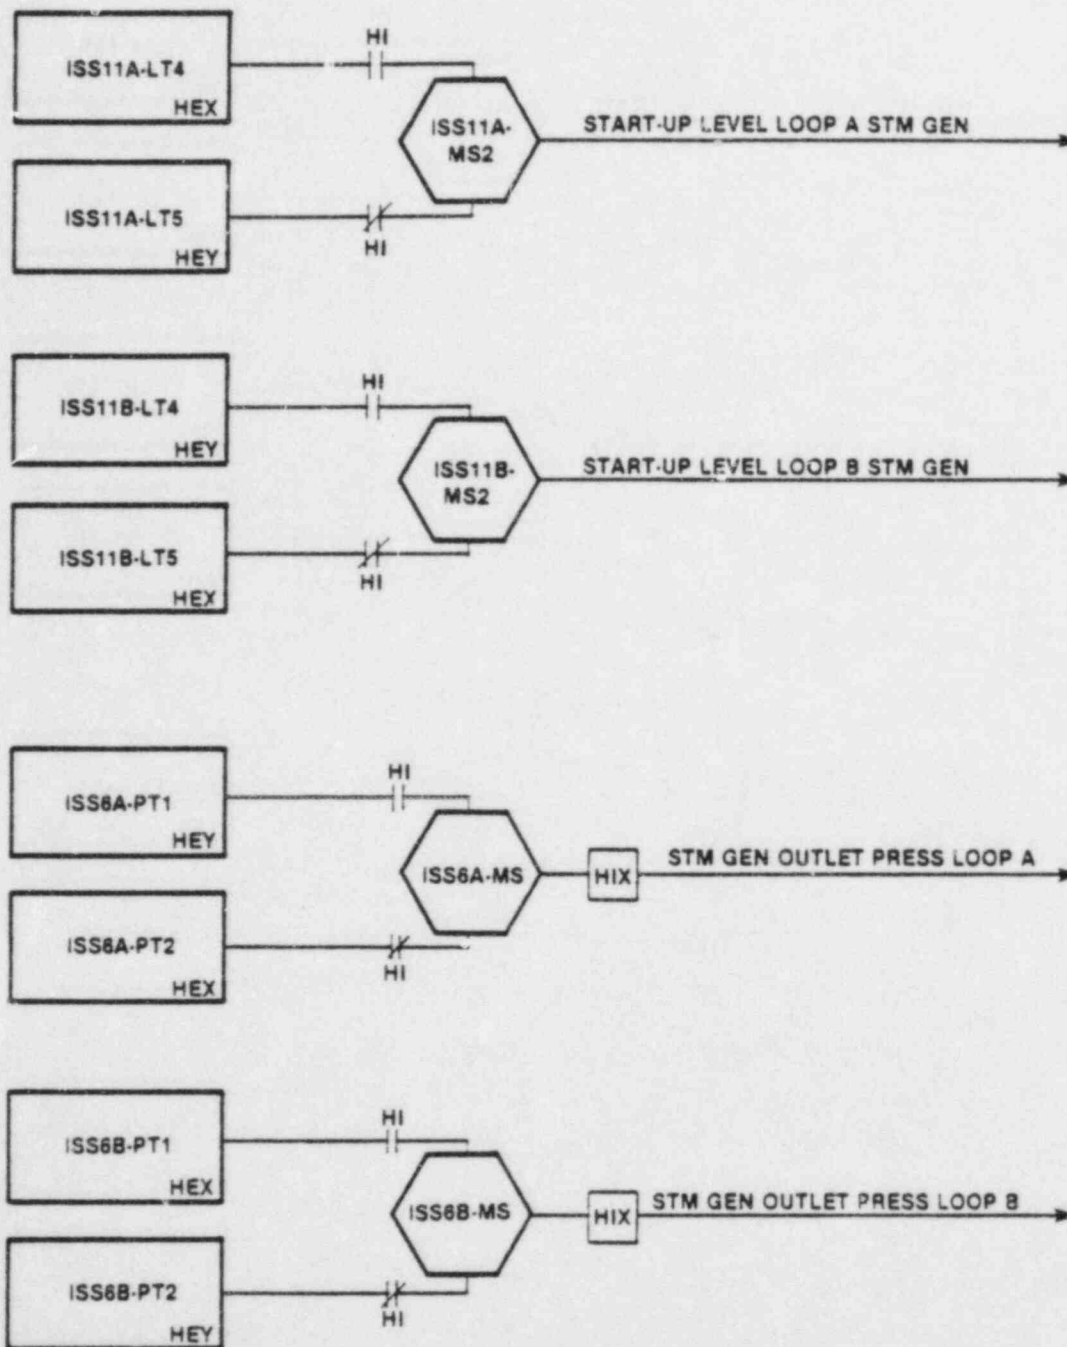 HI
ISS11A-LT4
HEX
ISS11A-
MS2
START-UP LEVEL LOOP A STM GEN
ISS11A-LT5
HEY
HI
HI
ISS11B-LT4
HEY
ISS11B-
MS2
START-UP LEVEL LOOP B STM GEN
ISS11B-LT5
HEX
HI
HI
ISS6A-PT1
HEY
ISS6A-MS
HIX
STM GEN OUTLET PRESS LOOP A
ISS6A-PT2
HEX
HI
HI
ISS6B-PT1
HEX
ISS6B-MS
HIX
STM GEN OUTLET PRESS LOOP B
ISS6B-PT2
HEY
HI